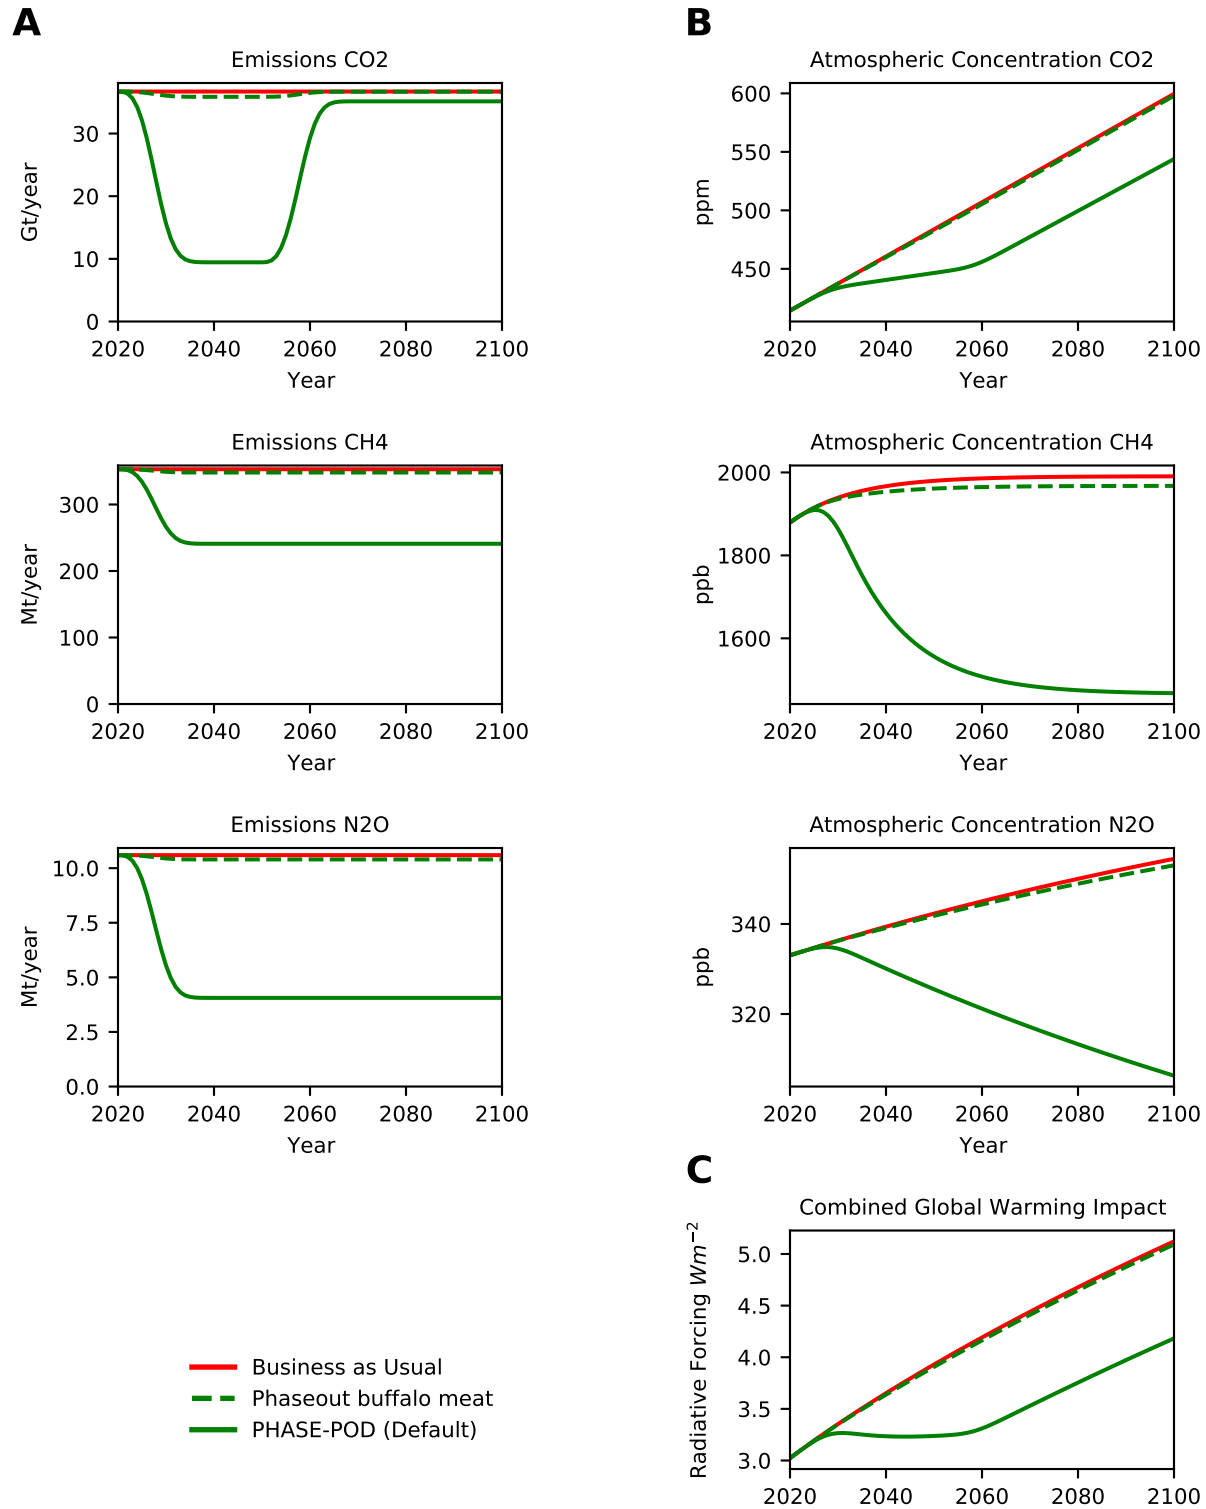 A
Emissions CO2
Gt/year
30
20
10
0
2020 2040 2060 2080 2100
Year
Emissions CH4
Mt/year
300
200
100
0
2020 2040 2060 2080 2100
Year
Emissions N2O
Mt/year
10.0
7.5
5.0
2.5
0.0
2020 2040 2060 2080 2100
Year
B
Atmospheric Concentration CO2
ppm
600
550
500
450
2020 2040 2060 2080 2100
Year
Atmospheric Concentration CH4
ppb
2000
1800
1600
2020 2040 2060 2080 2100
Year
Atmospheric Concentration N2O
ppb
340
320
2020 2040 2060 2080 2100
Year
C
Combined Global Warming Impact
Radiative Forcing Wm⁻²
5.0
4.5
4.0
3.5
3.0
2020 2040 2060 2080 2100
Business as Usual
Phaseout buffalo meat
PHASE-POD (Default)